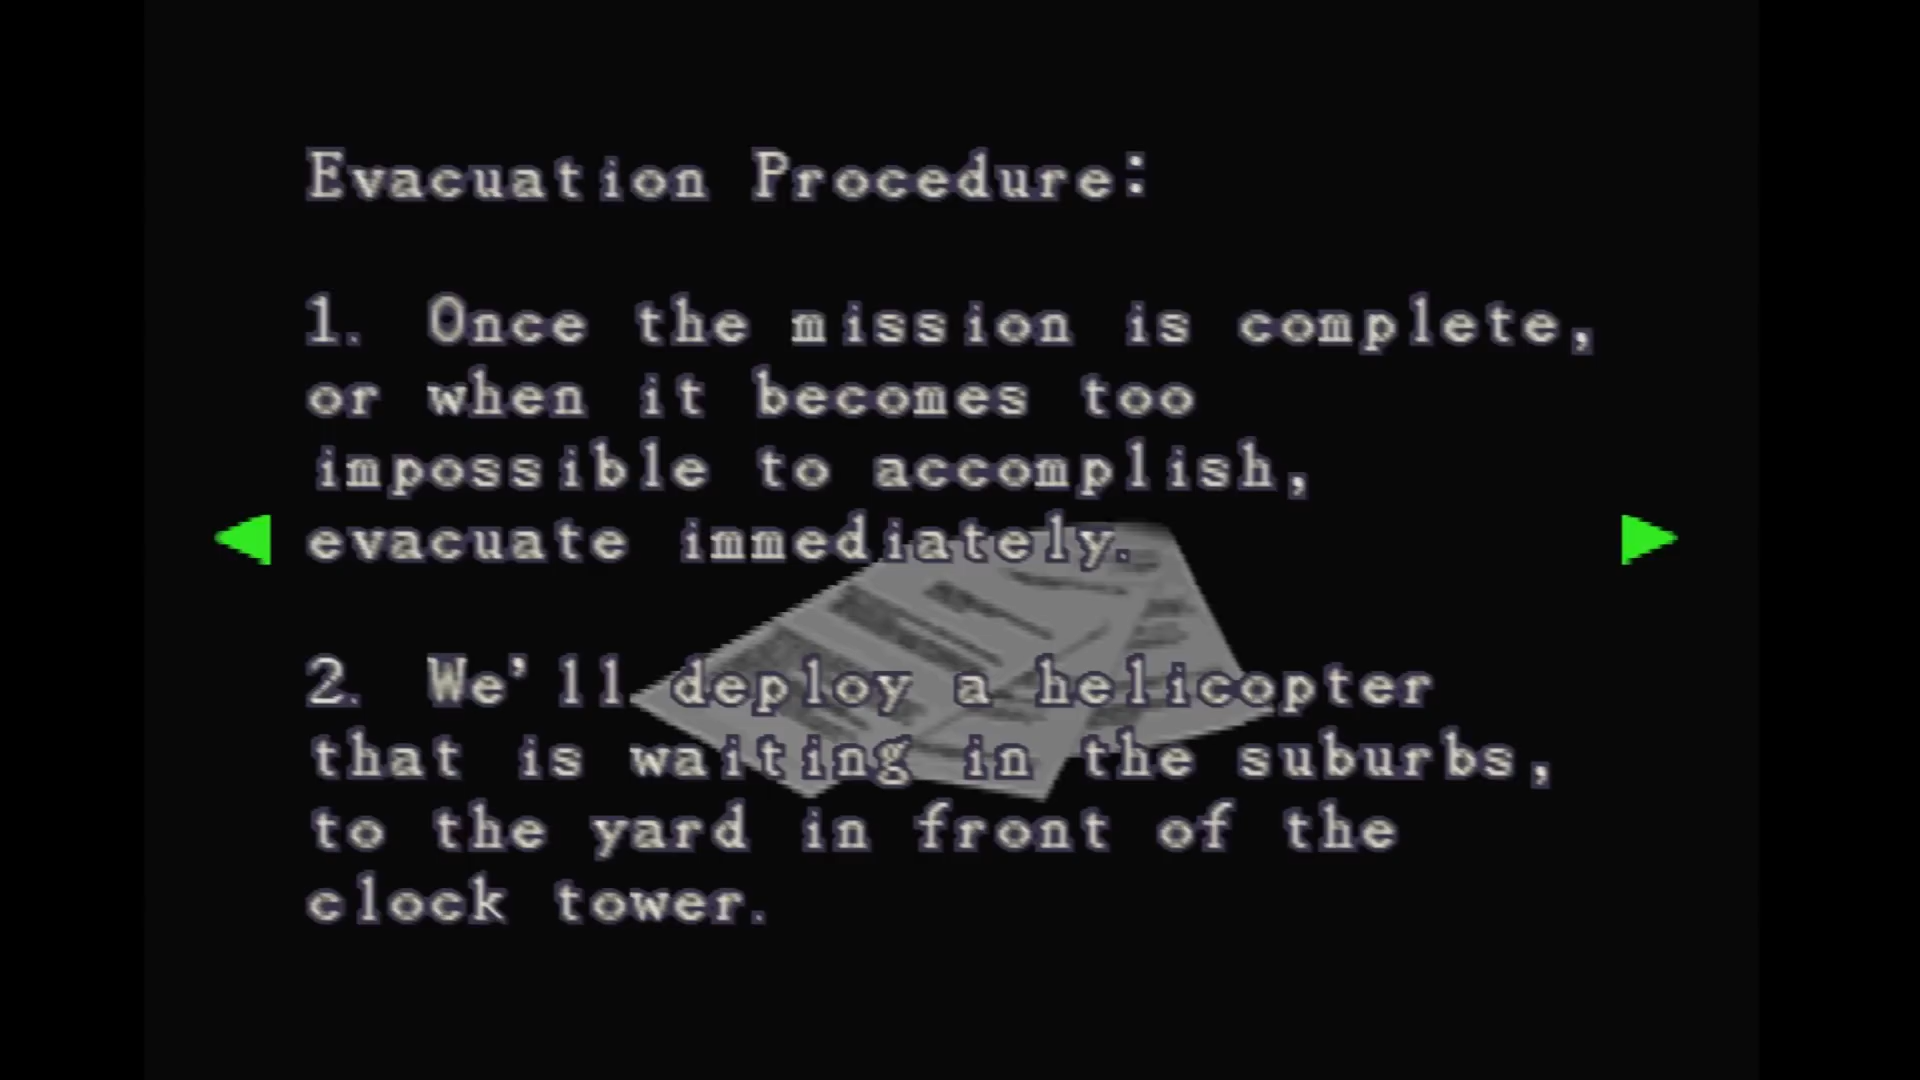 Evacuation Procedure:
1. Once the mission is complete,
or when it becomes too
impossible to accomplish,
evacuate immediately.
2. We'll deploy a helicopter
that is waiting in the suburbs,
to the yard in front of the
clock tower.